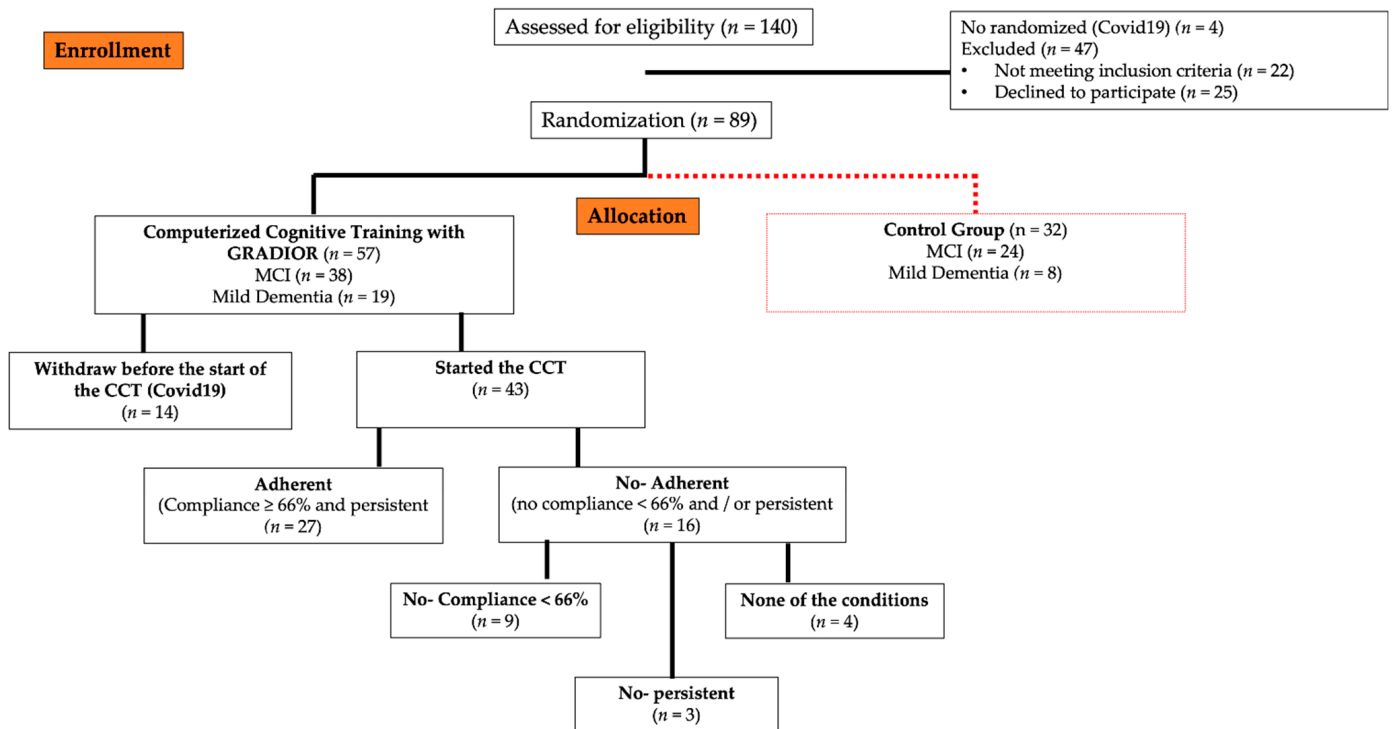 Enrrollment
Assessed for eligibility (n = 140)
No randomized (Covid19) (n = 4)
Excluded (n = 47)
• Not meeting inclusion criteria (n = 22)
• Declined to participate (n = 25)
Randomization (n = 89)
Allocation
Computerized Cognitive Training with
GRADIOR (n = 57)
MCI (n = 38)
Mild Dementia (n = 19)
Control Group (n = 32)
MCI (n = 24)
Mild Dementia (n = 8)
Withdraw before the start of
the CCT (Covid19)
(n = 14)
Started the CCT
(n = 43)
Adherent
(Compliance ≥ 66% and persistent
(n = 27)
No- Adherent
(no compliance < 66% and / or persistent
(n = 16)
No- Compliance < 66%
(n = 9)
None of the conditions
(n = 4)
No- persistent
(n = 3)